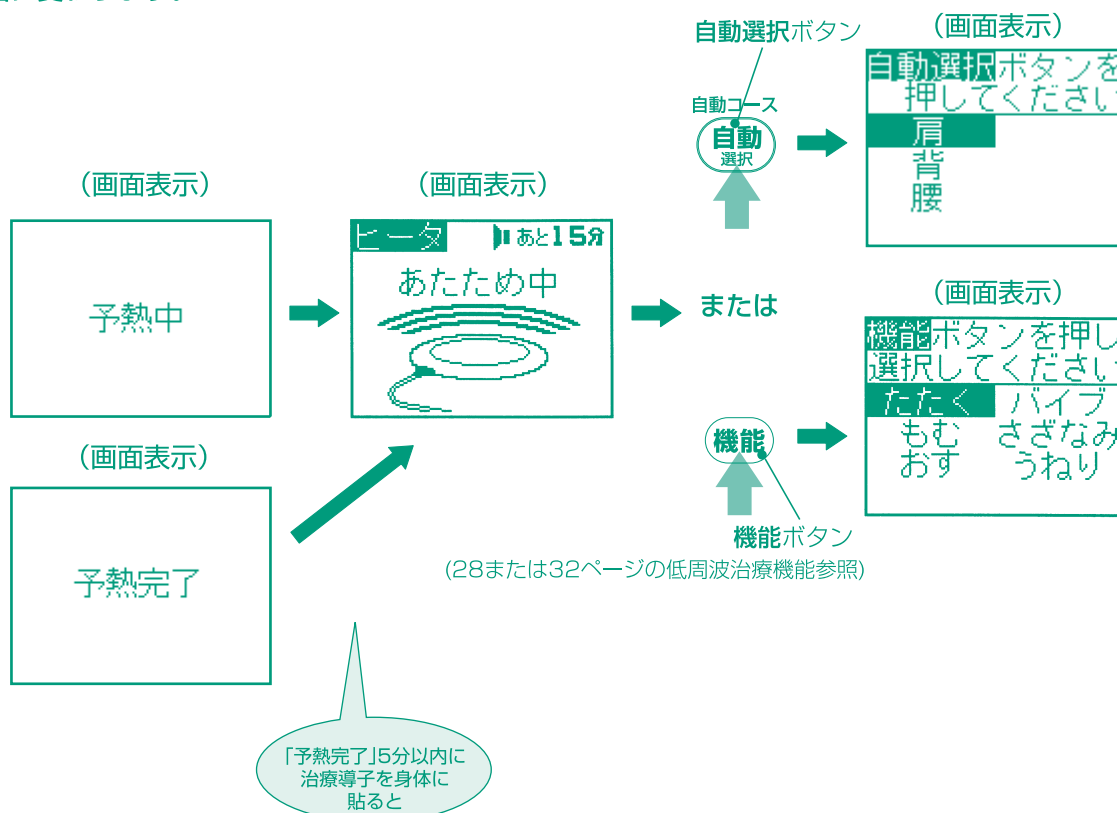 (画面表示)
予熱中
(画面表示)
予熱完了
「予熱完了」5分以内に
治療導子を身体に
貼ると
(画面表示)
ヒータ あと15分
あたため中
自動選択ボタン
自動コース
自動
選択
または
機能
機能ボタン
(28または32ページの低周波治療機能参照)
(画面表示)
自動選択ボタンを
押してください
肩
背
腰
(画面表示)
機能ボタンを押し
選択してください
たたく バイブ
もむ さざなみ
おす うねり